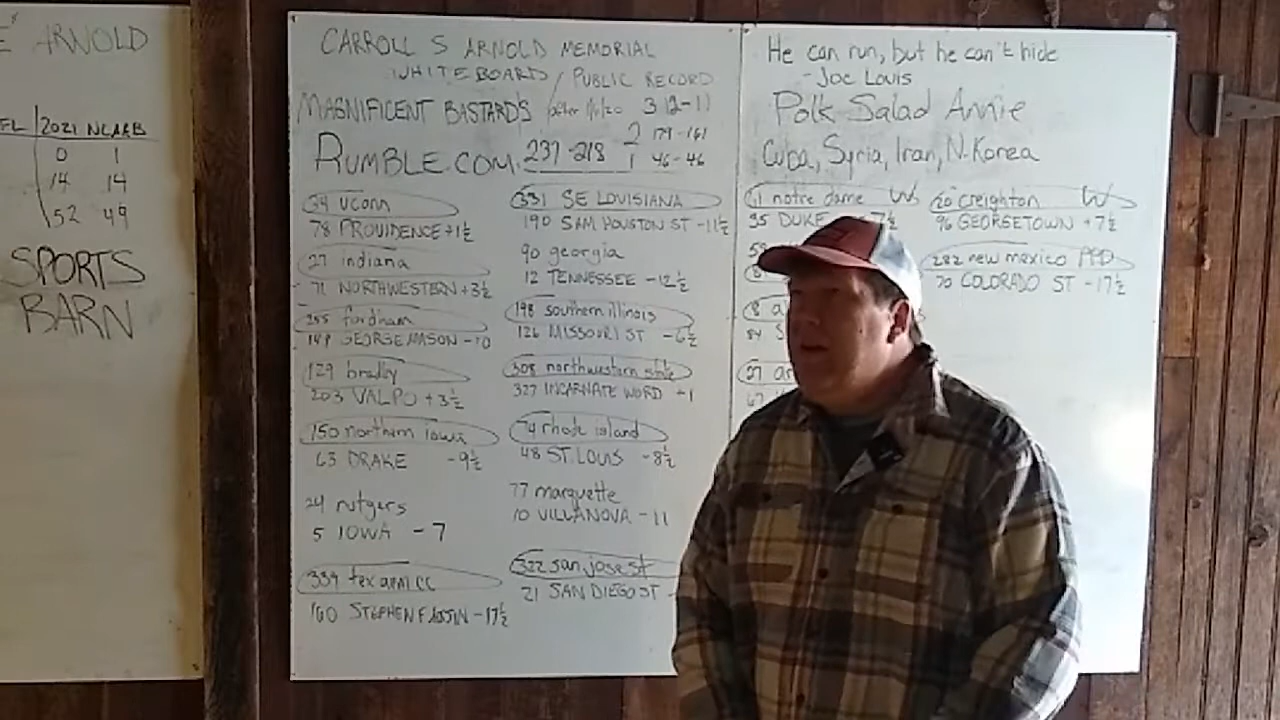 E ARNOLD
FL 2021 NCAAB
0 1
14 14
52 49
SPORTS
BARN
CARROLL S ARNOLD MEMORIAL
WHITEBOARD / PUBLIC RECORD
MAGNIFICENT BASTARDS 3 12-11
RUMBLE.COM 237-218 2 179-161
1 46-46
34 uconn
78 PROVIDENCE +1½
27 indiana
71 NORTHWESTERN +3½
255 fordham
149 GEORGE MASON -10
129 bradley
203 VALPO +3½
150 northern iowa
63 DRAKE -9½
24 rutgers
5 IOWA -7
339 tex a&m cc
160 STEPHEN F AUSTIN -17½
331 SE LOUISIANA
190 SAM HOUSTON ST -11½
90 georgia
12 TENNESSEE -12½
198 southern illinois
126 MISSOURI ST -6½
308 northwestern state
327 INCARNATE WORD +1
74 rhode island
48 ST. LOUIS -8½
77 marquette
10 VILLANOVA -11
322 san jose st
21 SAN DIEGO ST
He can run, but he can't hide
-Joe Louis
Polk Salad Annie
Cuba, Syria, Iran, N. Korea
61 notre dame W
35 DUKE
84
67
20 creighton W
96 GEORGETOWN +7½
282 new mexico PPD
70 COLORADO ST -17½